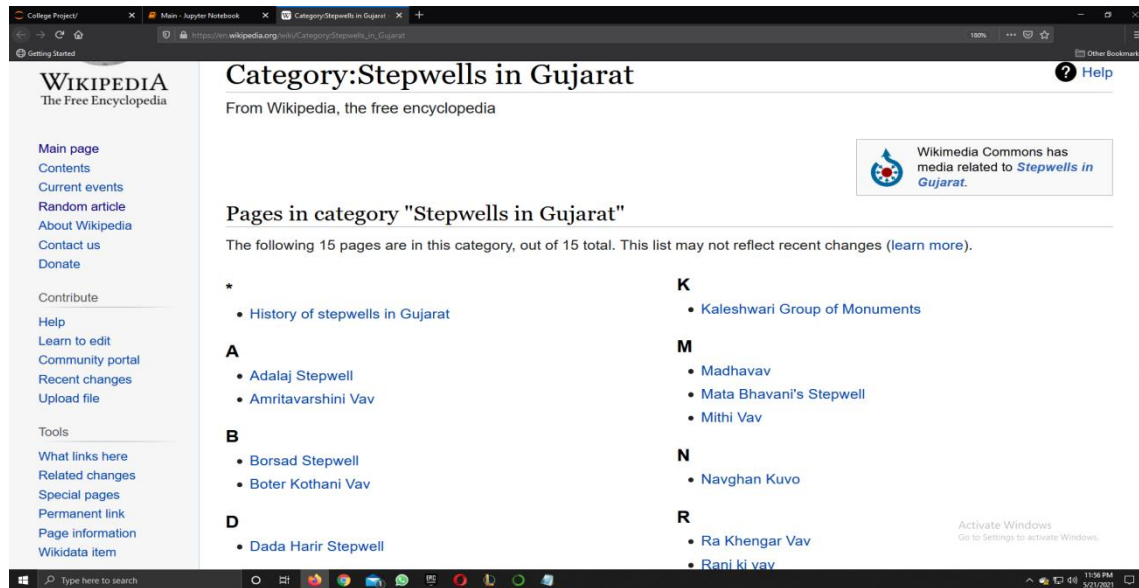 College Project/
Main - Jupyter Notebook
Category:Stepwells in Gujarat
https://en.wikipedia.org/wiki/Category:Stepwells_in_Gujarat
100%
Getting Started
Other Bookmark
WIKIPEDIA
The Free Encyclopedia
Main page
Contents
Current events
Random article
About Wikipedia
Contact us
Donate
Contribute
Help
Learn to edit
Community portal
Recent changes
Upload file
Tools
What links here
Related changes
Special pages
Permanent link
Page information
Wikidata item
Category:Stepwells in Gujarat
Help
From Wikipedia, the free encyclopedia
Wikimedia Commons has
media related to Stepwells in
Gujarat.
Pages in category "Stepwells in Gujarat"
The following 15 pages are in this category, out of 15 total. This list may not reflect recent changes (learn more).
*
History of stepwells in Gujarat
A
Adalaj Stepwell
Amritavarshini Vav
B
Borsad Stepwell
Boter Kothani Vav
D
Dada Harir Stepwell
K
Kaleshwari Group of Monuments
M
Madhavav
Mata Bhavani's Stepwell
Mithi Vav
N
Navghan Kuvo
R
Ra Khengar Vav
Rani ki vav
Activate Windows
Go to Settings to activate Windows.
Type here to search
11:56 PM
5/21/2021